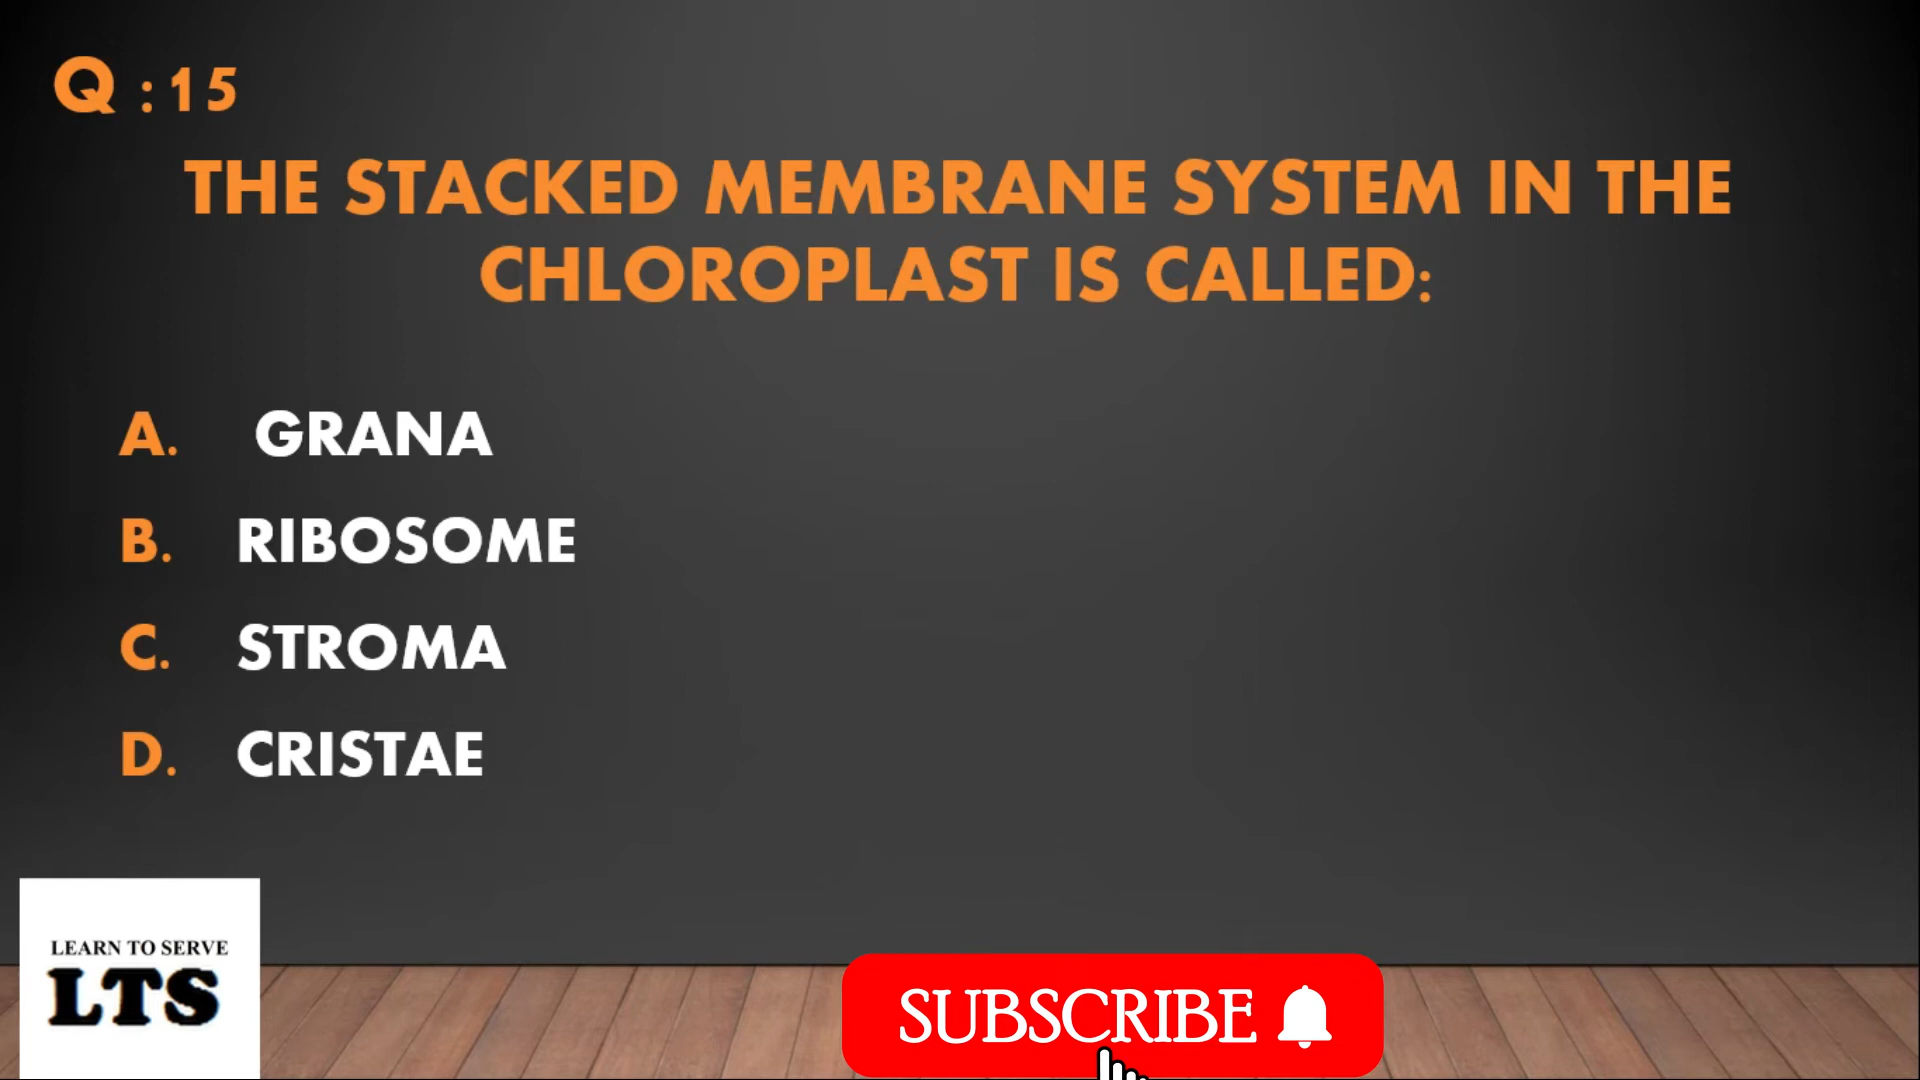 Q :15
THE STACKED MEMBRANE SYSTEM IN THE
CHLOROPLAST IS CALLED:
A. GRANA
B. RIBOSOME
C. STROMA
D. CRISTAE
LEARN TO SERVE
LTS
SUBSCRIBE